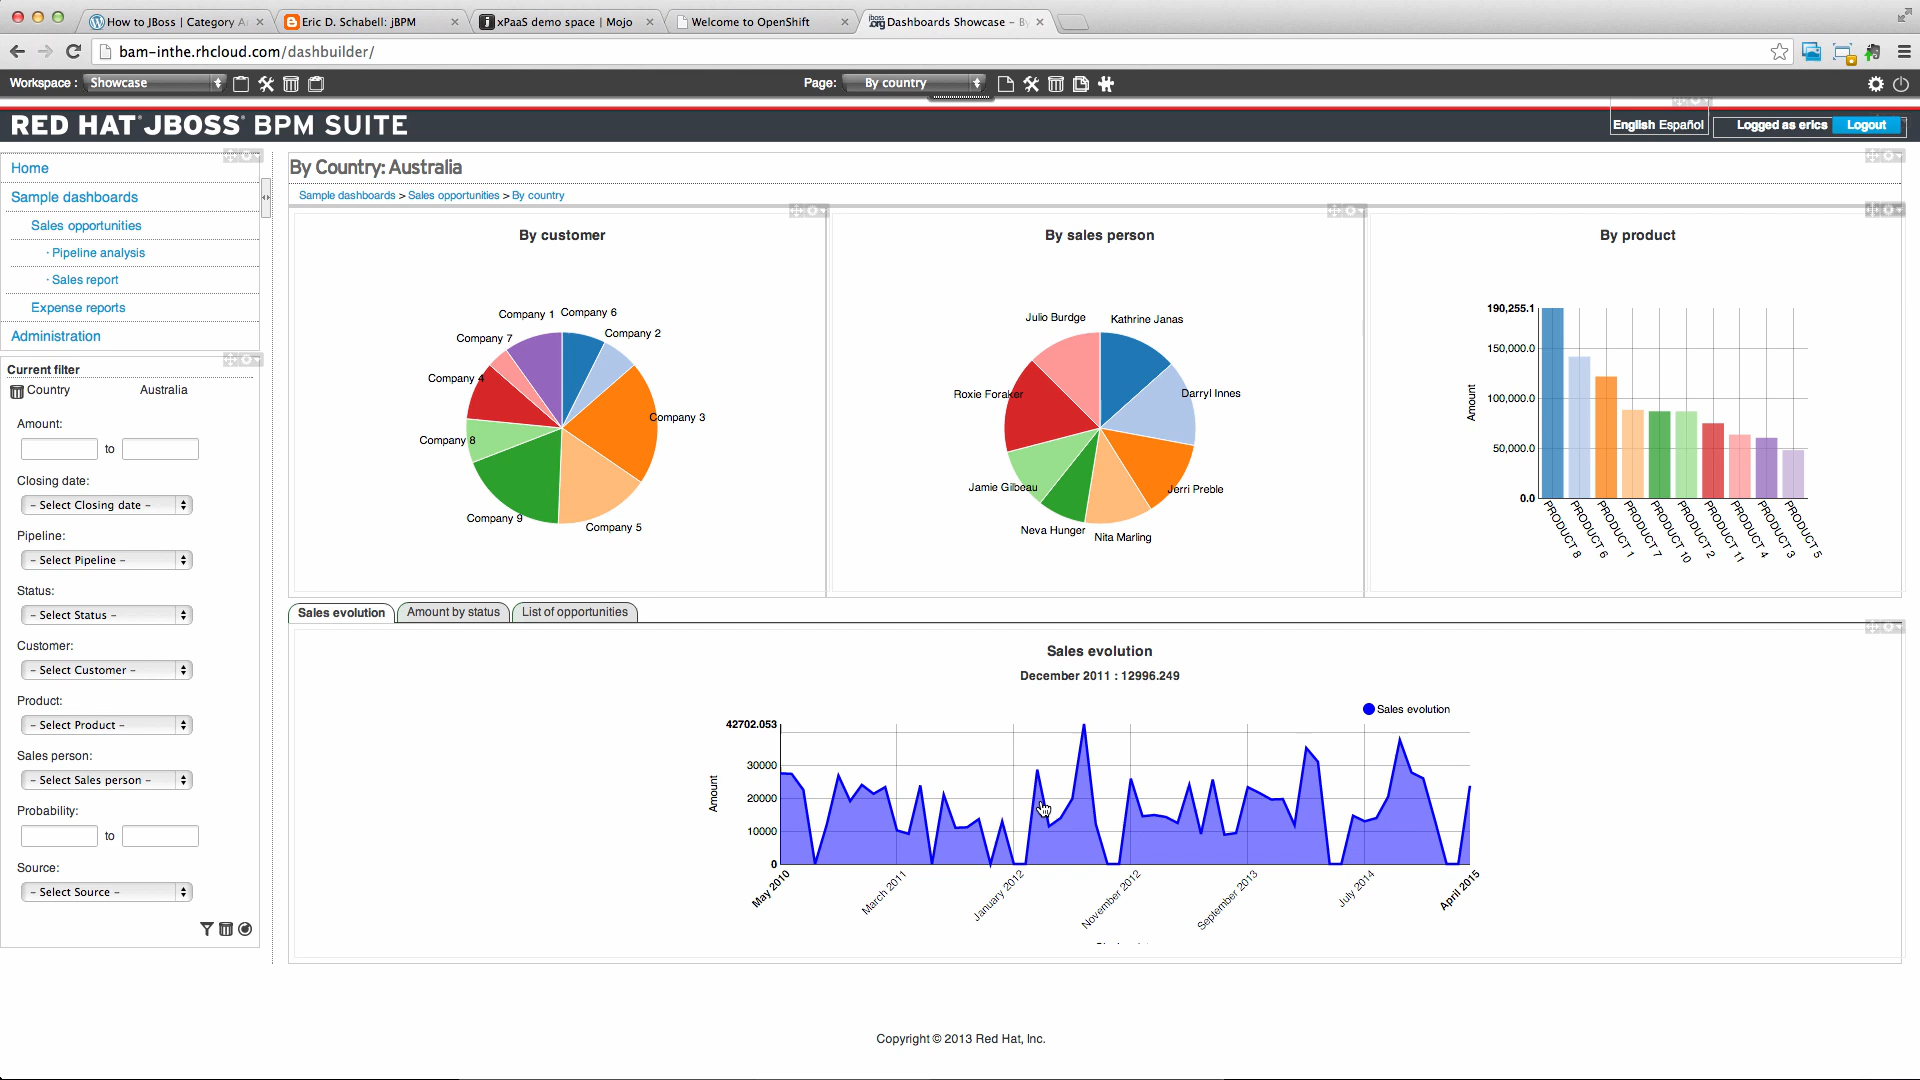 How to JBoss | Category A
Eric D. Schabell: jBPM
xPaaS demo space | Mojo
Welcome to OpenShift
Dashboards Showcase – By
bam-inthe.rhcloud.com/dashbuilder/
Workspace : Showcase
Page: By country
RED HAT JBOSS BPM SUITE
English Español
Logged as erics Logout
Home
Sample dashboards
Sales opportunities
· Pipeline analysis
· Sales report
Expense reports
Administration
Current filter
Country Australia
Amount:
to
Closing date:
– Select Closing date –
Pipeline:
– Select Pipeline –
Status:
– Select Status –
Customer:
– Select Customer –
Product:
– Select Product –
Sales person:
– Select Sales person –
Probability:
to
Source:
– Select Source –
By Country: Australia
Sample dashboards > Sales opportunities > By country
By customer
Company 1 Company 6
Company 7 Company 2
Company 4
Company 3
Company 8
Company 9
Company 5
By sales person
Julio Burdge Kathrine Janas
Roxie Foraker Darryl Innes
Jamie Gilbeau Jerri Preble
Neva Hunger Nita Marling
By product
190,255.1
150,000.0
100,000.0
50,000.0
0.0
Amount
PRODUCT 8
PRODUCT 6
PRODUCT 1
PRODUCT 7
PRODUCT 10
PRODUCT 2
PRODUCT 11
PRODUCT 4
PRODUCT 3
PRODUCT 5
Sales evolution Amount by status List of opportunities
Sales evolution
December 2011 : 12996.249
Sales evolution
42702.053
30000
20000
10000
0
Amount
May 2010
March 2011
January 2012
November 2012
September 2013
July 2014
April 2015
Copyright © 2013 Red Hat, Inc.